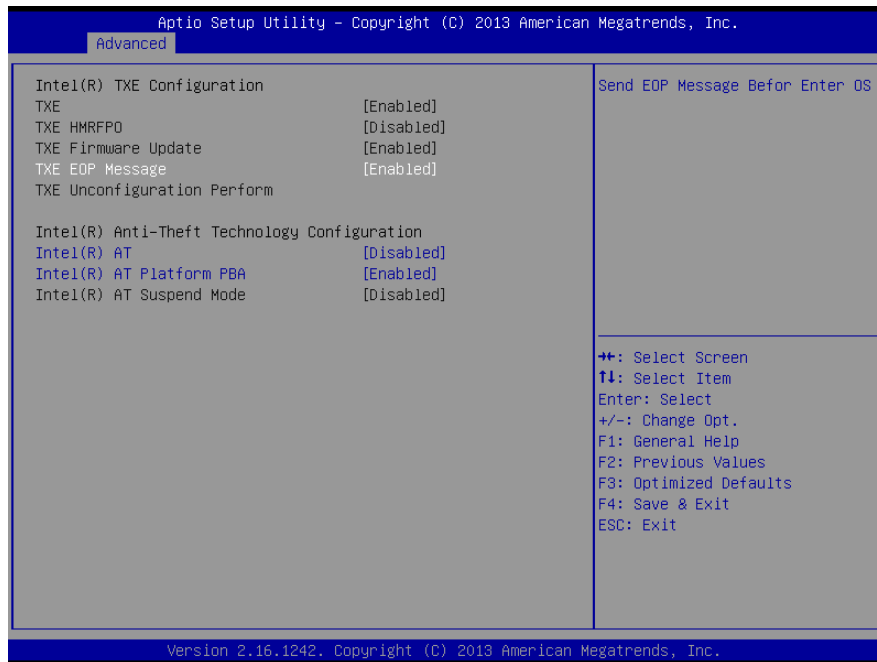 Aptio Setup Utility – Copyright (C) 2013 American Megatrends, Inc.
Advanced
Intel(R) TXE Configuration
TXE [Enabled]
TXE HMRFPO [Disabled]
TXE Firmware Update [Enabled]
TXE EOP Message [Enabled]
TXE Unconfiguration Perform
Intel(R) Anti-Theft Technology Configuration
Intel(R) AT [Disabled]
Intel(R) AT Platform PBA [Enabled]
Intel(R) AT Suspend Mode [Disabled]
Send EOP Message Befor Enter OS
→←: Select Screen
↑↓: Select Item
Enter: Select
+/-: Change Opt.
F1: General Help
F2: Previous Values
F3: Optimized Defaults
F4: Save & Exit
ESC: Exit
Version 2.16.1242. Copyright (C) 2013 American Megatrends, Inc.